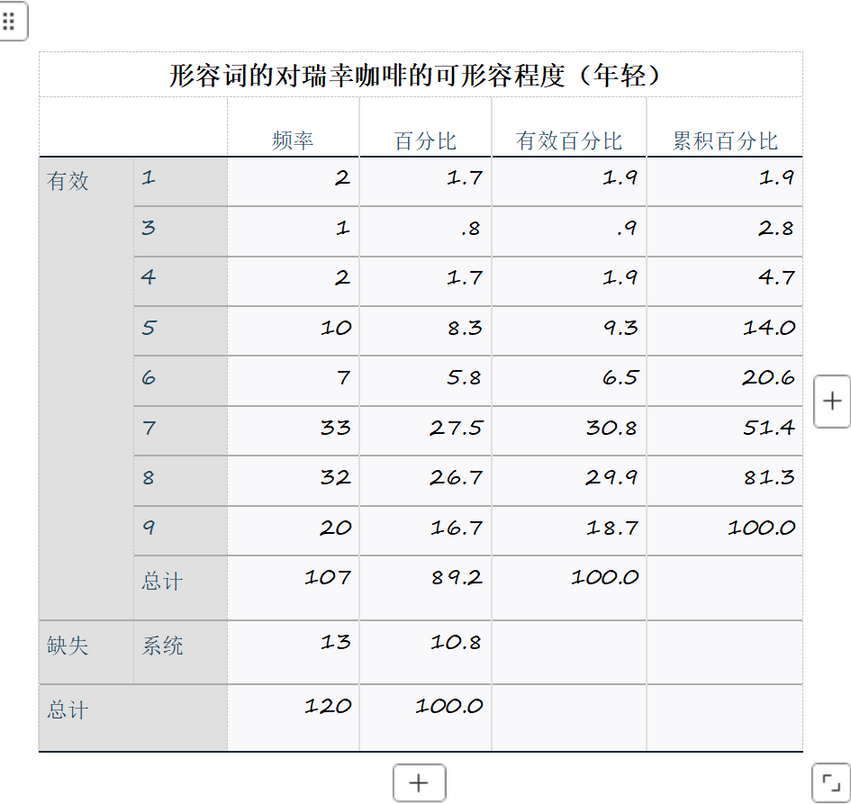 形容词的对瑞幸咖啡的可形容程度（年轻）
频率 百分比 有效百分比 累积百分比
有效 1 2 1.7 1.9 1.9
3 1 .8 .9 2.8
4 2 1.7 1.9 4.7
5 10 8.3 9.3 14.0
6 7 5.8 6.5 20.6
7 33 27.5 30.8 51.4
8 32 26.7 29.9 81.3
9 20 16.7 18.7 100.0
总计 107 89.2 100.0
缺失 系统 13 10.8
总计 120 100.0